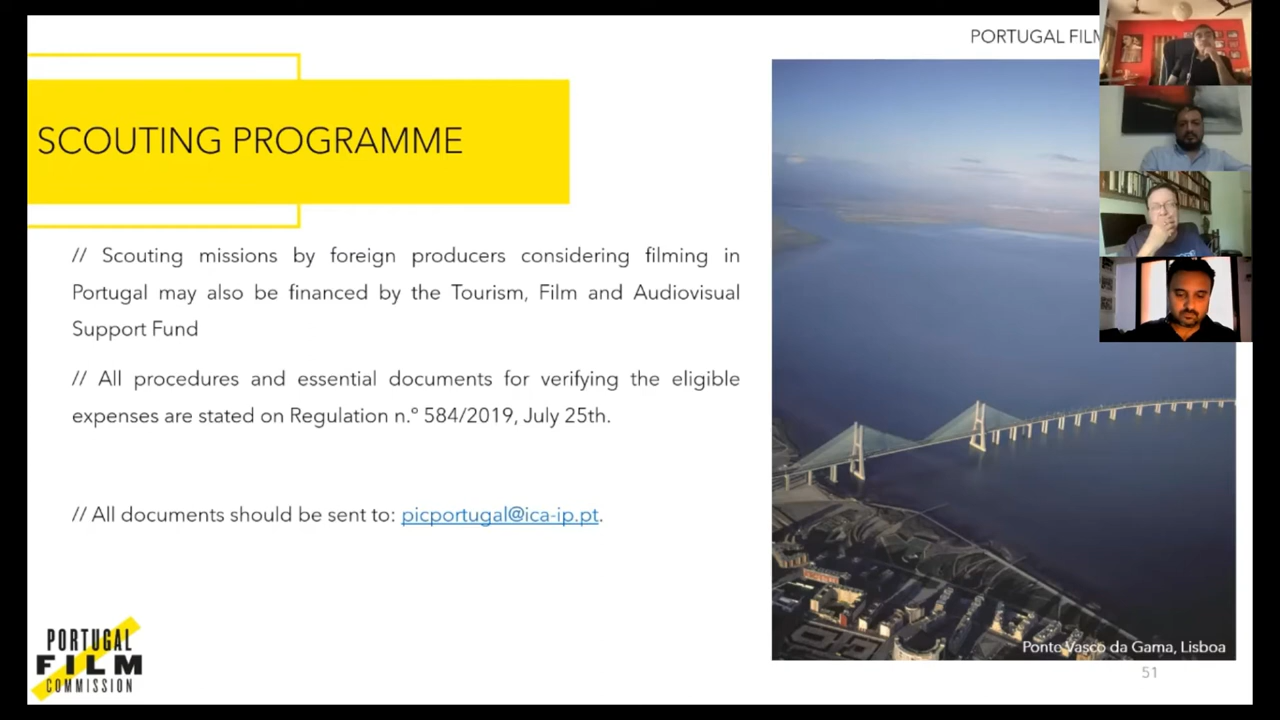 PORTUGAL FILM
SCOUTING PROGRAMME
// Scouting missions by foreign producers considering filming in
Portugal may also be financed by the Tourism, Film and Audiovisual
Support Fund
// All procedures and essential documents for verifying the eligible
expenses are stated on Regulation n.º 584/2019, July 25th.
// All documents should be sent to: picportugal@ica-ip.pt.
Ponte Vasco da Gama, Lisboa
51
PORTUGAL
FILM
COMMISSION